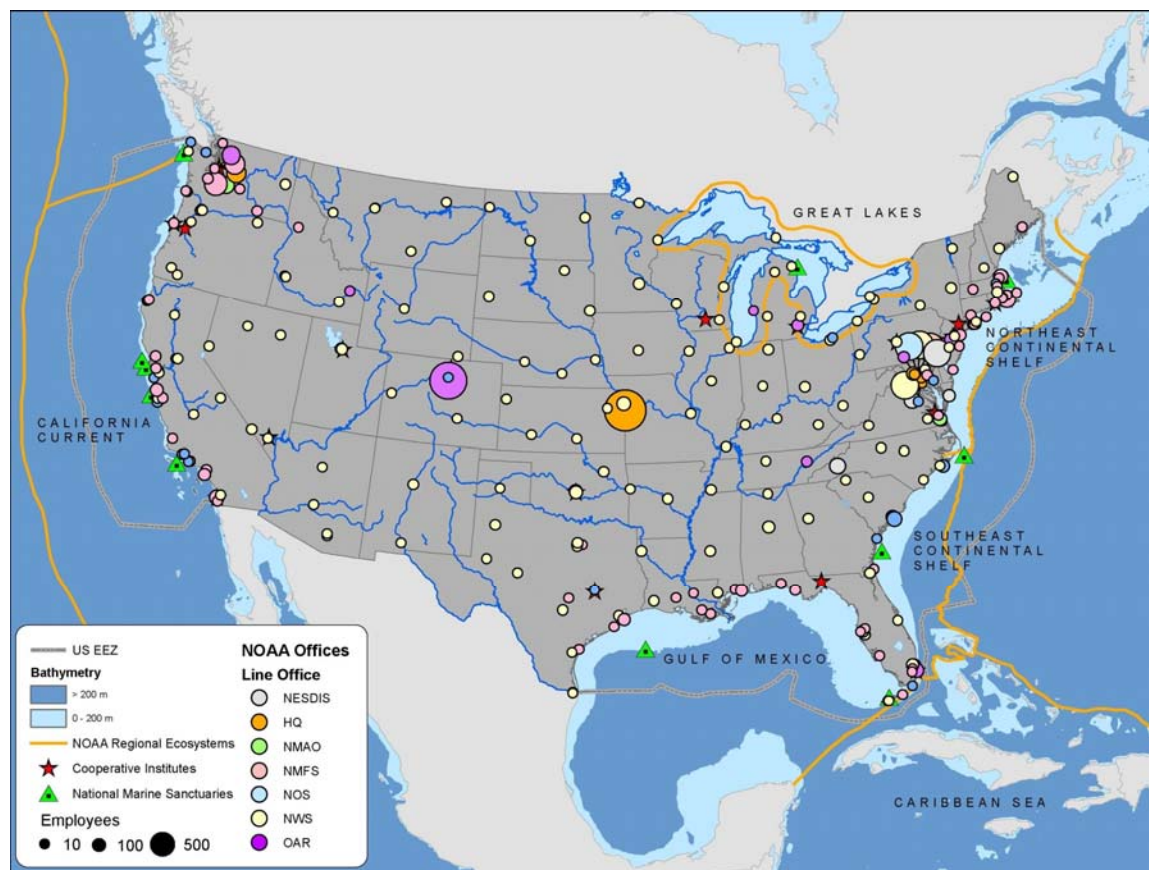 GREAT LAKES
NORTHEAST
CONTINENTAL
SHELF
CALIFORNIA
CURRENT
SOUTHEAST
CONTINENTAL
SHELF
GULF OF MEXICO
CARIBBEAN SEA
US EEZ
Bathymetry
> 200 m
0 - 200 m
NOAA Regional Ecosystems
Cooperative Institutes
National Marine Sanctuaries
Employees
10 100 500
NOAA Offices
Line Office
NESDIS
HQ
NMAO
NMFS
NOS
NWS
OAR